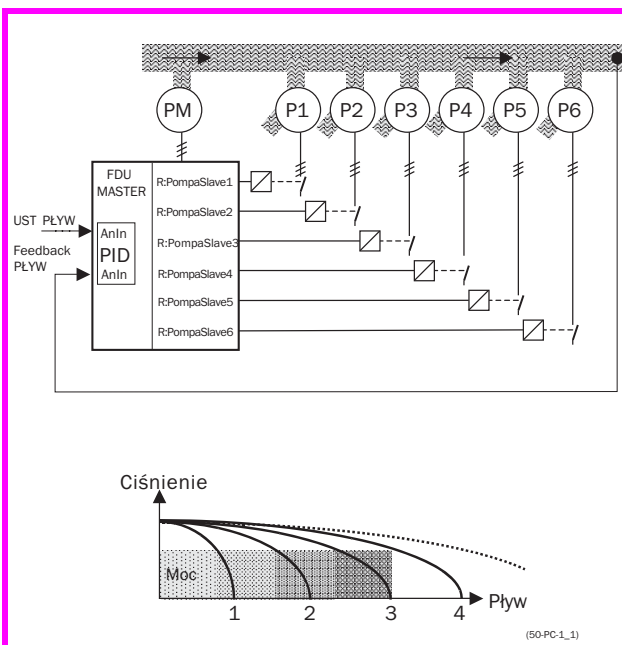 PM
P1
P2
P3
P4
P5
P6
FDU
MASTER
R:PompaSlave1
R:PompaSlave2
R:PompaSlave3
R:PompaSlave4
R:PompaSlave5
R:PompaSlave6
UST PŁYW
Feedback
PŁYW
AnIn
PID
AnIn
Ciśnienie
Moc
1
2
3
4
Pływ
(50-PC-1_1)